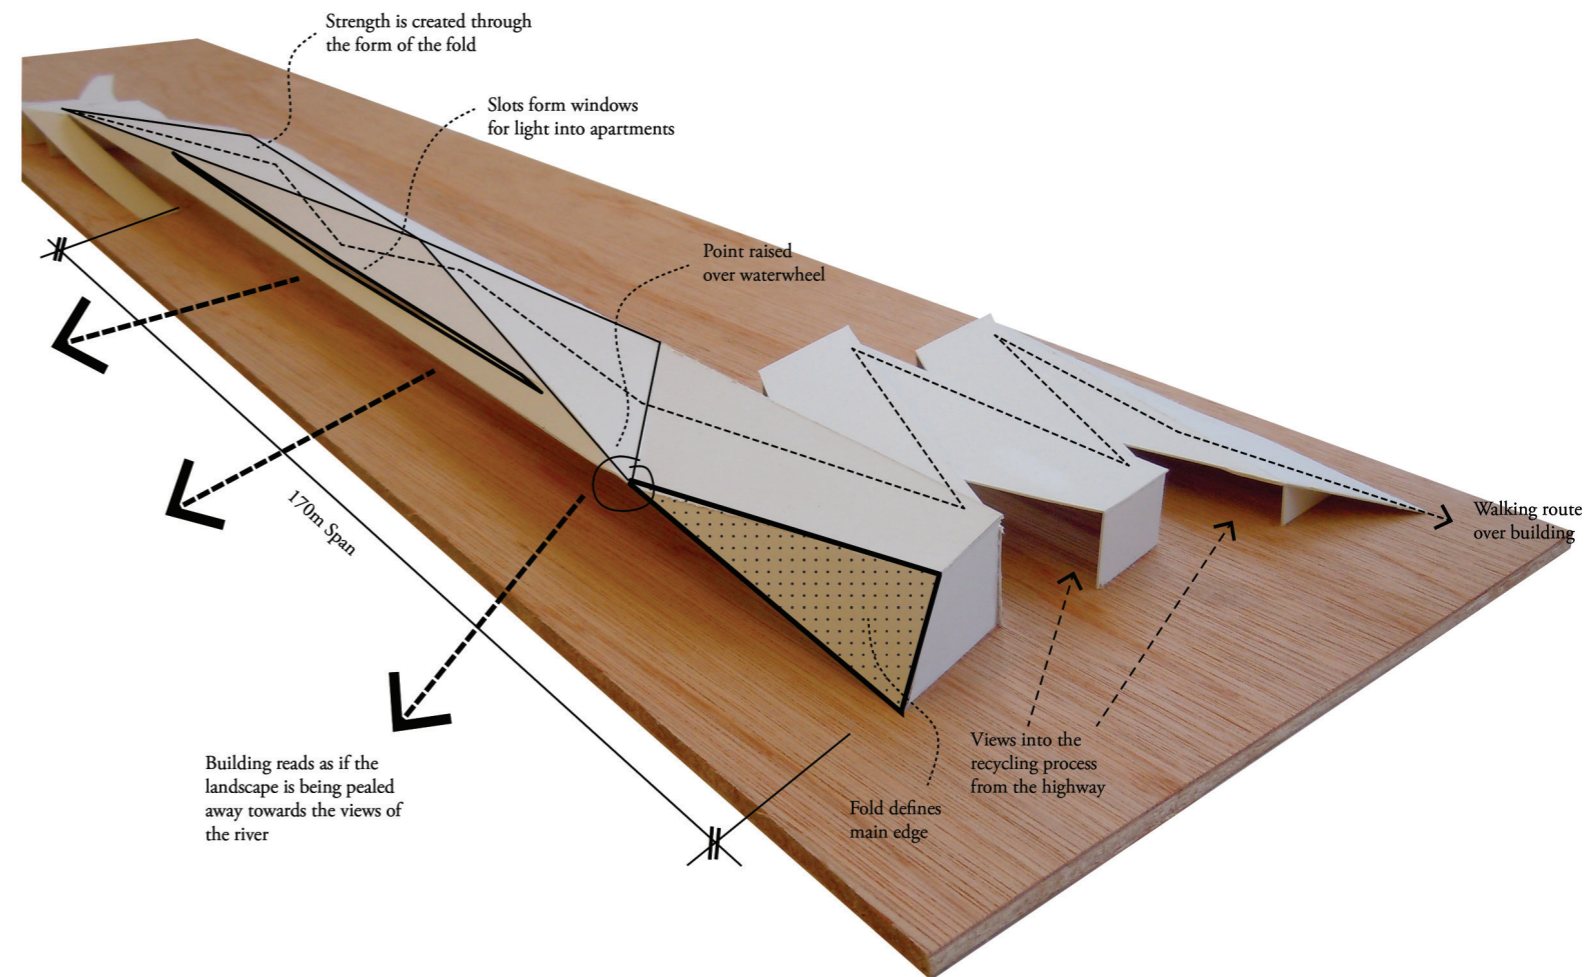 Strength is created through
the form of the fold
Slots form windows
for light into apartments
Point raised
over waterwheel
Walking route
over building
170m Span
Views into the
recycling process
from the highway
Building reads as if the
landscape is being pealed
away towards the views of
the river
Fold defines
main edge